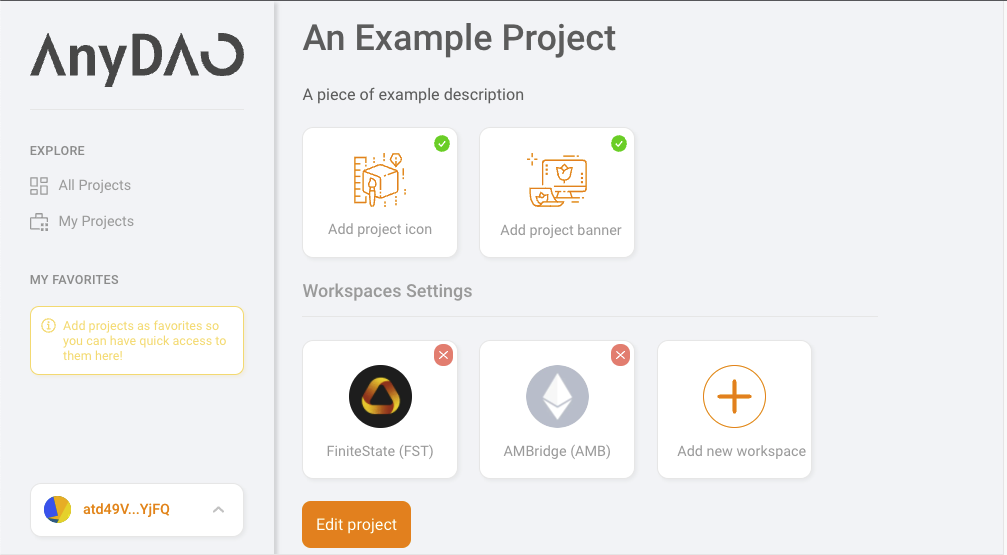 AnyDAO
EXPLORE
All Projects
My Projects
MY FAVORITES
Add projects as favorites so
you can have quick access to
them here!
atd49V...YjFQ
An Example Project
A piece of example description
Add project icon
Add project banner
Workspaces Settings
FiniteState (FST)
AMBridge (AMB)
Add new workspace
Edit project